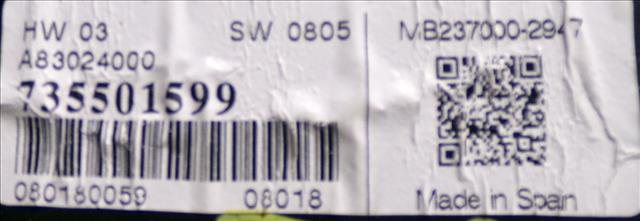 HW 03 SW 0805
A83024000
735501599
080180059 08018
MB237000-2947
Made in Spain